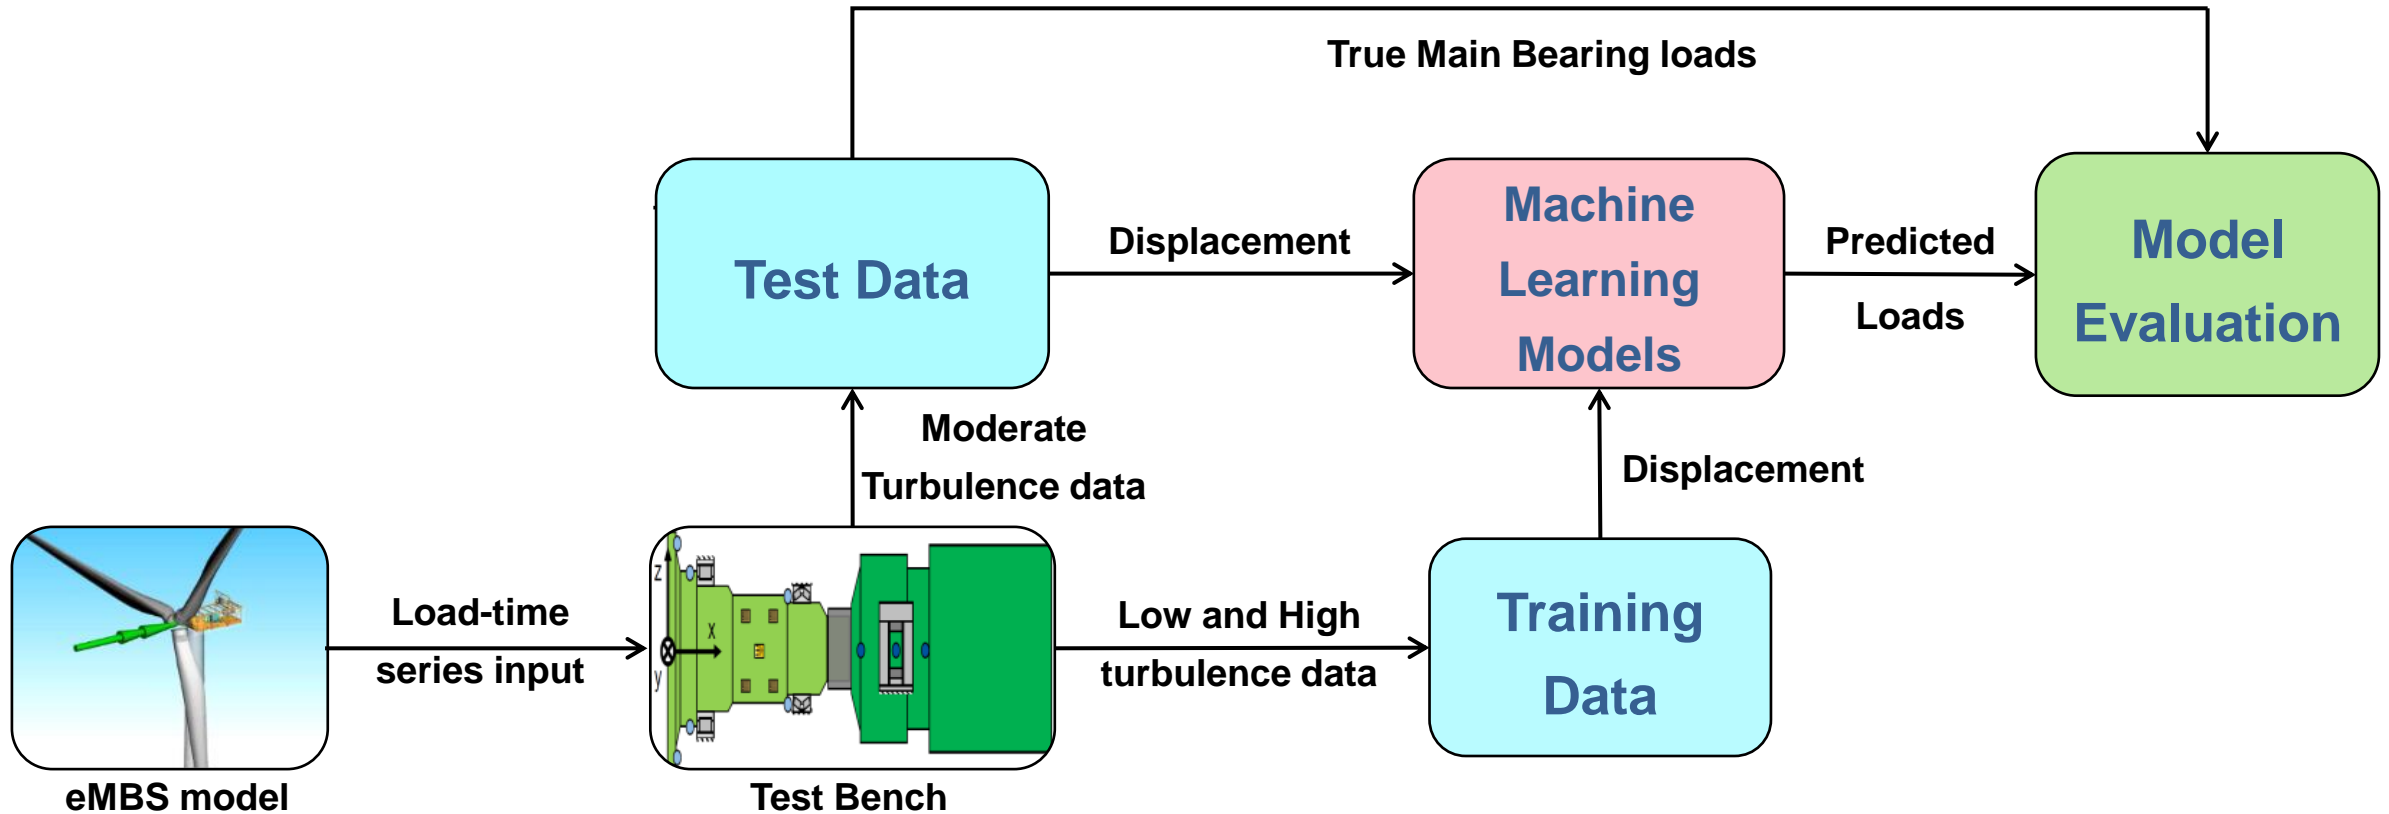 True Main Bearing loads
Test Data
Displacement
Machine
Learning
Models
Predicted
Loads
Model
Evaluation
Moderate
Turbulence data
Displacement
Load-time
series input
z
x
y
Low and High
turbulence data
Training
Data
eMBS model
Test Bench